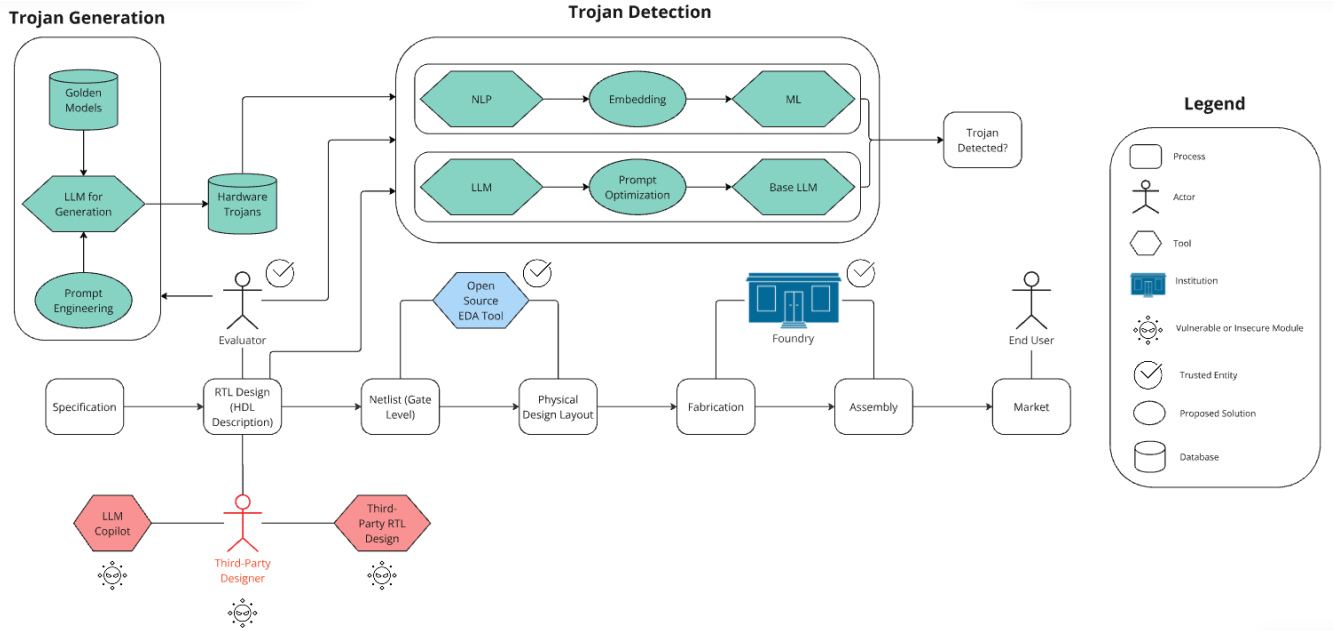 Trojan Generation
Trojan Detection
Golden
Models
LLM for
Generation
Prompt
Engineering
Hardware
Trojans
NLP
Embedding
ML
LLM
Prompt
Optimization
Base LLM
Trojan
Detected?
Evaluator
Open
Source
EDA Tool
Foundry
End User
Specification
RTL Design
(HDL
Description)
Netlist (Gate
Level)
Physical
Design Layout
Fabrication
Assembly
Market
LLM
Copilot
Third-Party
Designer
Third-
Party RTL
Design
Legend
Process
Actor
Tool
Institution
Vulnerable or Insecure Module
Trusted Entity
Proposed Solution
Database